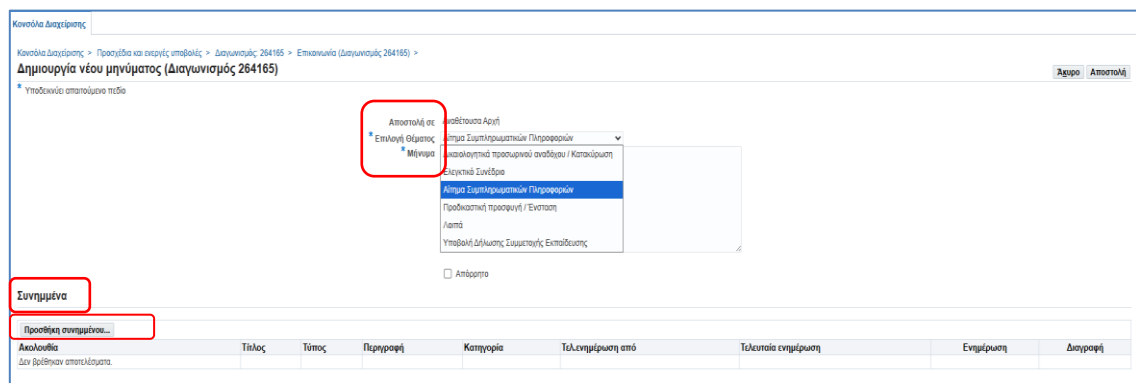 Κονσόλα Διαχείρισης
Κονσόλα Διαχείρισης > Προσχέδια και ενεργές υποβολές > Διαγωνισμός: 264165 > Επικοινωνία (Διαγωνισμός 264165) >
Δημιουργία νέου μηνύματος (Διαγωνισμός 264165)
Άκυρο Αποστολή
* Υποδεικνύει απαιτούμενο πεδίο
Αποστολή σε Αναθέτουσα Αρχή
* Επιλογή Θέματος Αίτημα Συμπληρωματικών Πληροφοριών
* Μήνυμα
Δικαιολογητικά προσωρινού αναδόχου / Κατακύρωση
Ελεγκτικό Συνέδριο
Αίτημα Συμπληρωματικών Πληροφοριών
Προδικαστική προσφυγή / Ένσταση
Λοιπά
Υποβολή Δήλωσης Συμμετοχής Εκπαίδευσης
Απόρρητο
Συνημμένα
Προσθήκη συνημμένου...
Ακολουθία Τίτλος Τύπος Περιγραφή Κατηγορία Τελ.ενημέρωση από Τελευταία ενημέρωση Ενημέρωση Διαγραφή
Δεν βρέθηκαν αποτελέσματα.